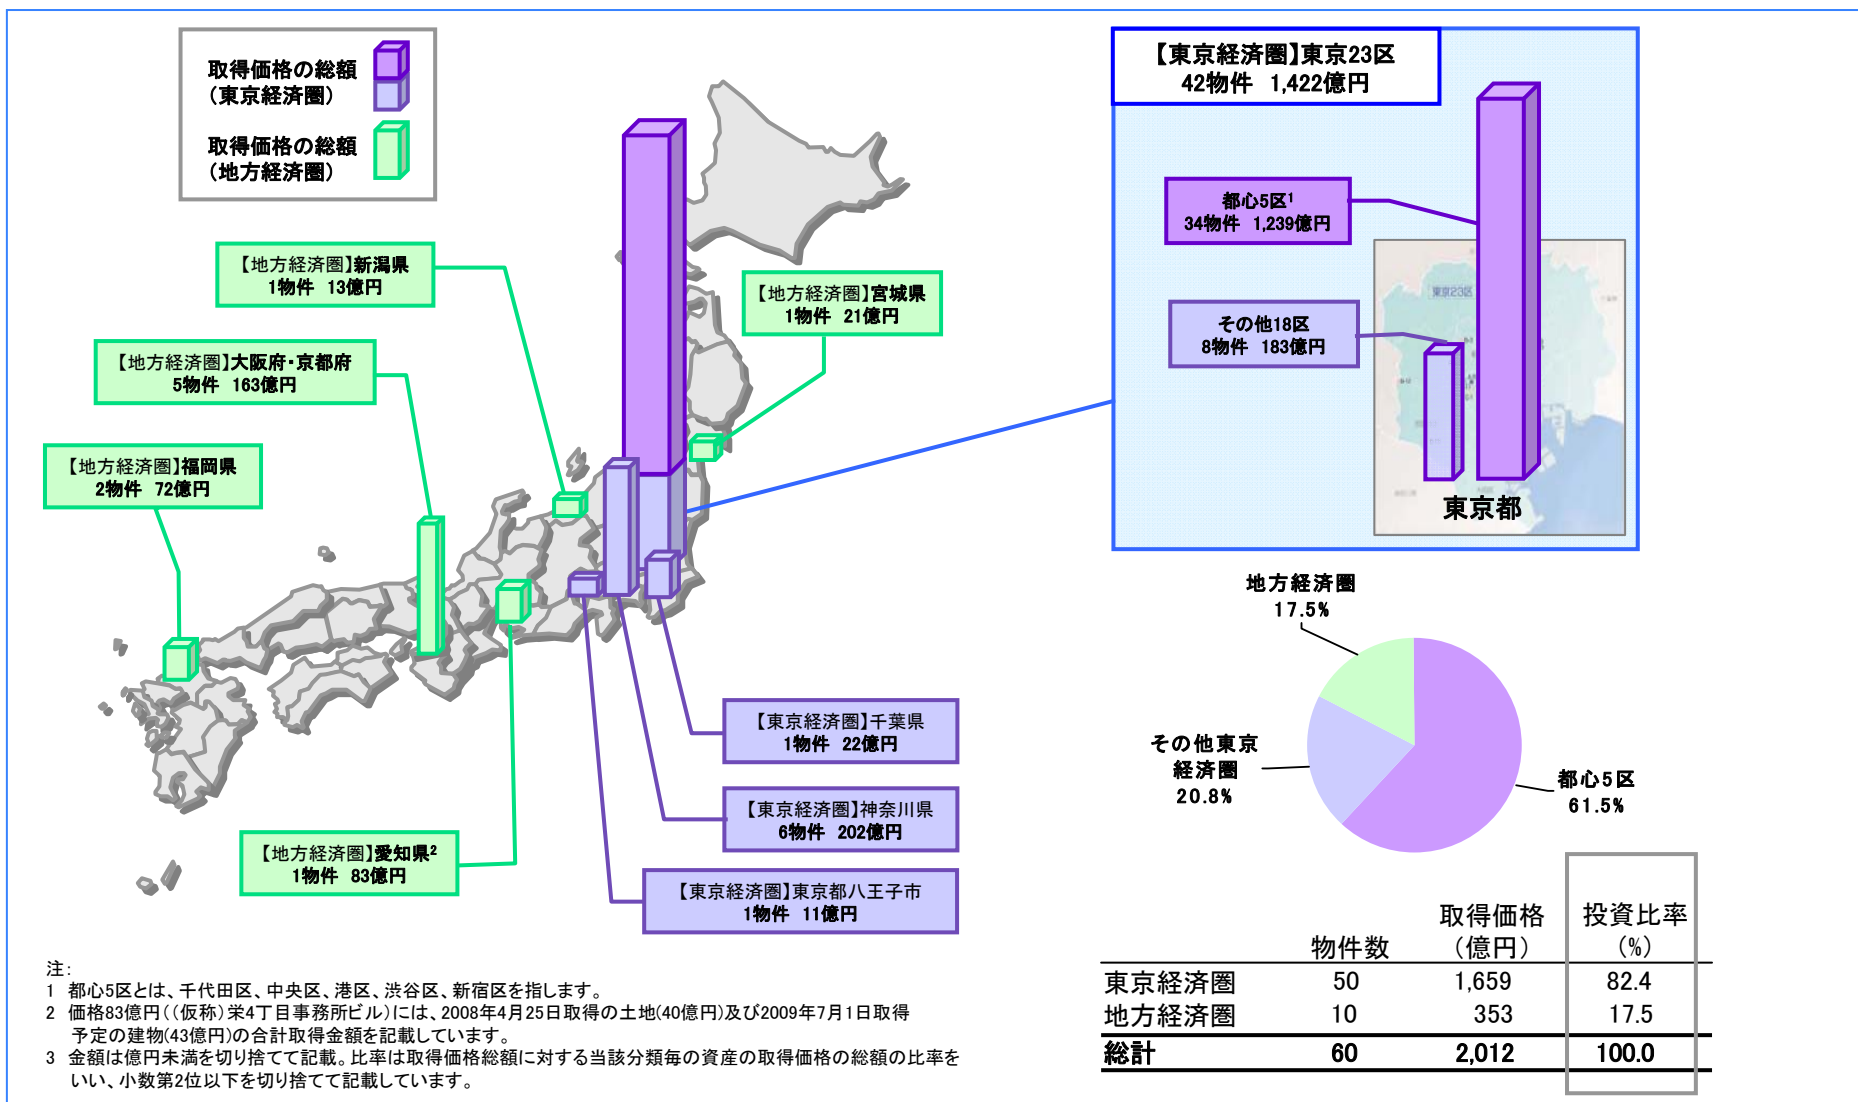 取得価格の総額
（東京経済圏）
取得価格の総額
（地方経済圏）
【東京経済圏】東京23区
42物件 1,422億円
都心5区1
34物件 1,239億円
東京23区
その他18区
8物件 183億円
東京都
【地方経済圏】新潟県
1物件 13億円
【地方経済圏】宮城県
1物件 21億円
【地方経済圏】大阪府・京都府
5物件 163億円
【地方経済圏】福岡県
2物件 72億円
【東京経済圏】千葉県
1物件 22億円
【東京経済圏】神奈川県
6物件 202億円
【地方経済圏】愛知県2
1物件 83億円
【東京経済圏】東京都八王子市
1物件 11億円
地方経済圏
17.5%
その他東京
経済圏
20.8%
都心5区
61.5%
物件数 取得価格（億円） 投資比率（%）
東京経済圏 50 1,659 82.4
地方経済圏 10 353 17.5
総計 60 2,012 100.0
注：
1 都心5区とは、千代田区、中央区、港区、渋谷区、新宿区を指します。
2 価格83億円（（仮称）栄4丁目事務所ビル）には、2008年4月25日取得の土地(40億円)及び2009年7月1日取得
予定の建物(43億円)の合計取得金額を記載しています。
3 金額は億円未満を切り捨てて記載。比率は取得価格総額に対する当該分類毎の資産の取得価格の総額の比率を
いい、小数第2位以下を切り捨てて記載しています。